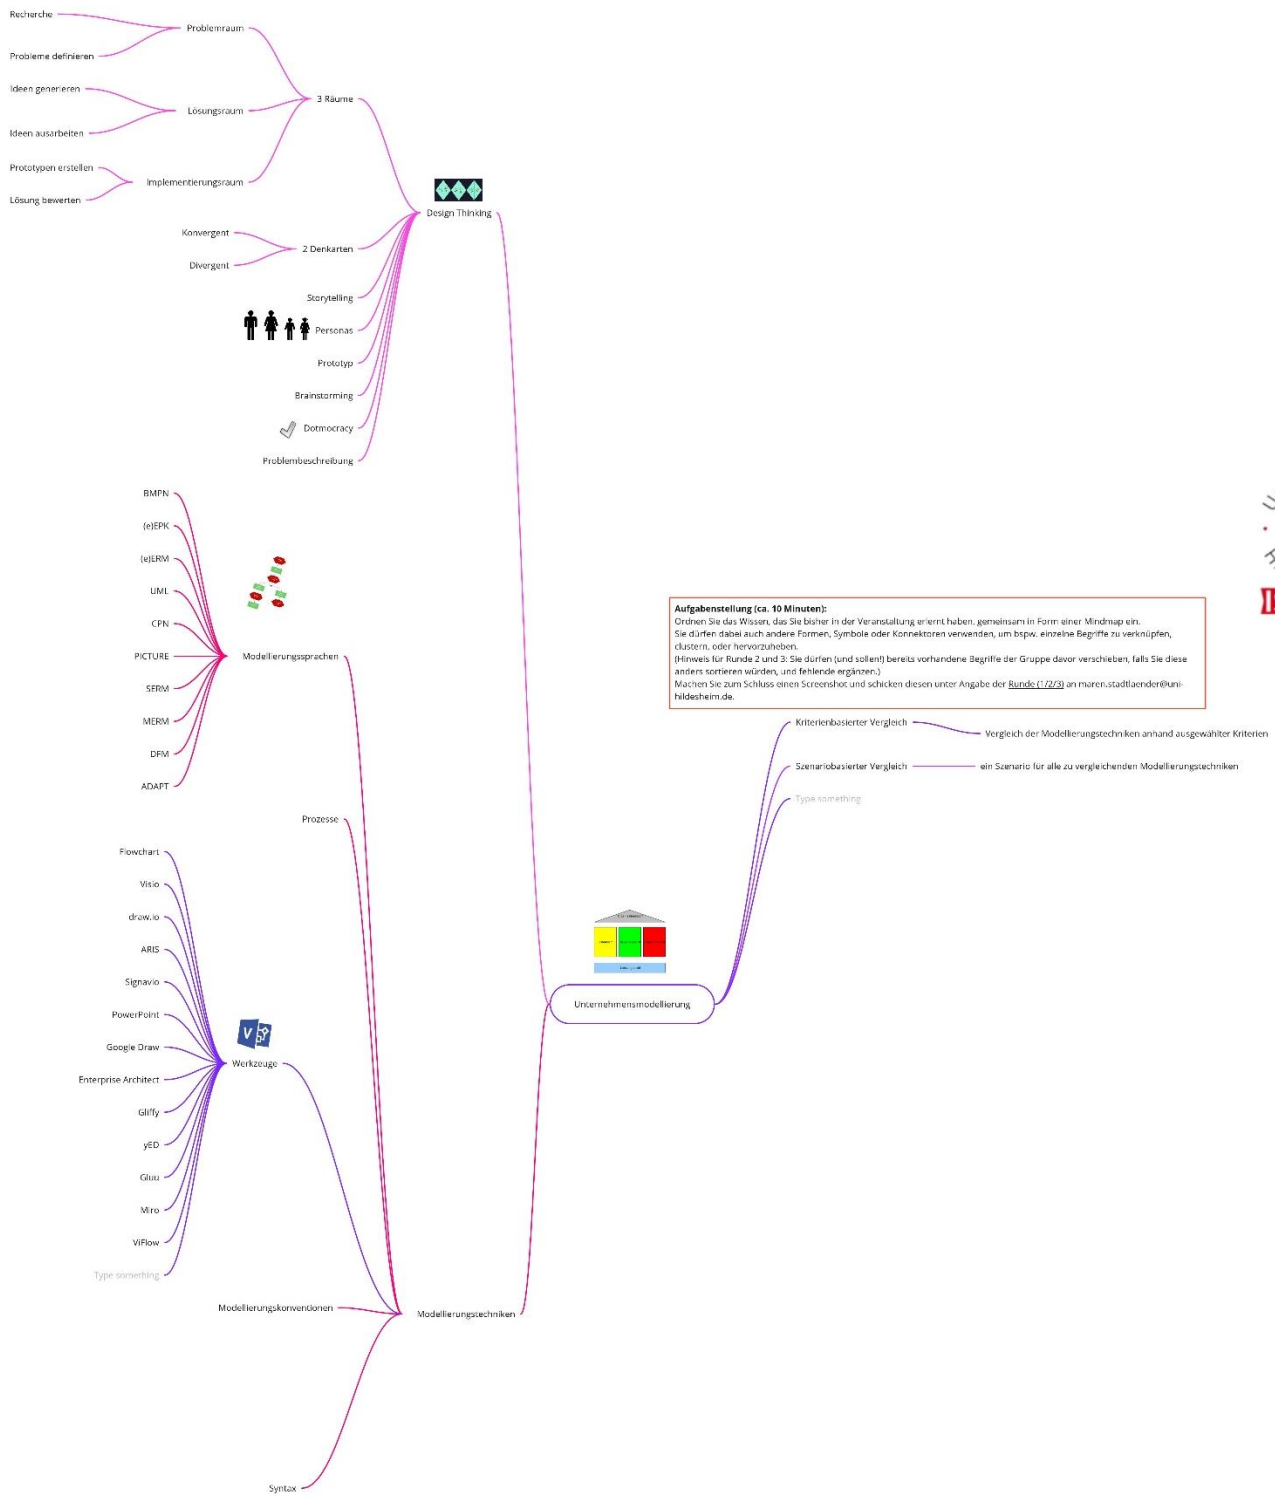 Recherche
Problemraum
Probleme definieren
Ideen generieren
3 Räume
Lösungsraum
Ideen ausarbeiten
Prototypen erstellen
Implementierungsraum
Lösung bewerten
Design Thinking
Konvergent
2 Denkarten
Divergent
Storytelling
Personas
Prototyp
Brainstorming
Dotmocracy
Problembeschreibung
BMPN
(e)EPK
(e)ERM
UML
CPN
PICTURE
Modellierungssprachen
SERM
MERM
DFM
ADAPT
Aufgabenstellung (ca. 10 Minuten):
Ordnen Sie das Wissen, das Sie bisher in der Veranstaltung erlernt haben, gemeinsam in Form einer Mindmap ein.
Sie dürfen dabei auch andere Formen, Symbole oder Konnektoren verwenden, um bspw. einzelne Begriffe zu verknüpfen,
clustern, oder hervorzuheben.
(Hinweis für Runde 2 und 3: Sie dürfen (und sollen!) bereits vorhandene Begriffe der Gruppe davor verschieben, falls Sie diese
anders sortieren würden, und fehlende ergänzen.)
Machen Sie zum Schluss einen Screenshot und schicken diesen unter Angabe der Runde (1/2/3) an maren.stadtlaender@uni-
hildesheim.de.
Kriterienbasierter Vergleich
Vergleich der Modellierungstechniken anhand ausgewählter Kriterien
Szenariobasierter Vergleich
ein Szenario für alle zu vergleichenden Modellierungstechniken
Type something
Prozesse
Flowchart
Visio
draw.io
ARIS
Signavio
PowerPoint
Google Draw
V
Werkzeuge
Enterprise Architect
Gliffy
yED
Gluu
Miro
ViFlow
Type something
Unternehmensmodellierung
Modellierungskonventionen
Modellierungstechniken
Syntax